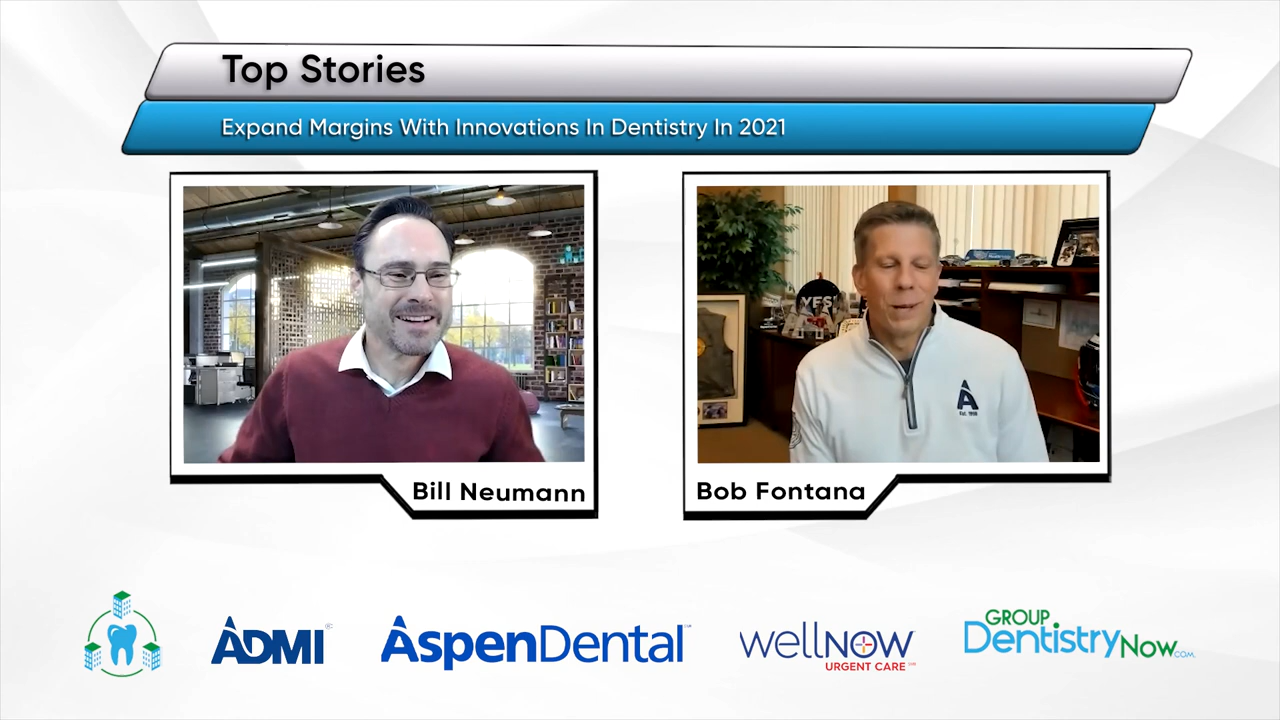 Top Stories
Expand Margins With Innovations In Dentistry In 2021
YES!
A
Bill Neumann
Bob Fontana
ADMI
AspenDental
wellnow
URGENT CARE
GROUP
DentistryNow.COM.